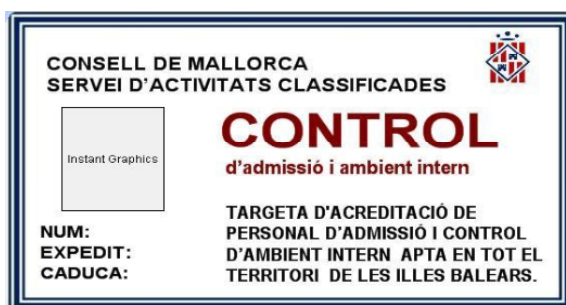 CONSELL DE MALLORCA
SERVEI D'ACTIVITATS CLASSIFICADES
Instant Graphics
CONTROL
d'admissió i ambient intern
NUM:
EXPEDIT:
CADUCA:
TARGETA D'ACREDITACIÓ DE
PERSONAL D'ADMISSIÓ I CONTROL
D'AMBIENT INTERN APTA EN TOT EL
TERRITORI DE LES ILLES BALEARS.